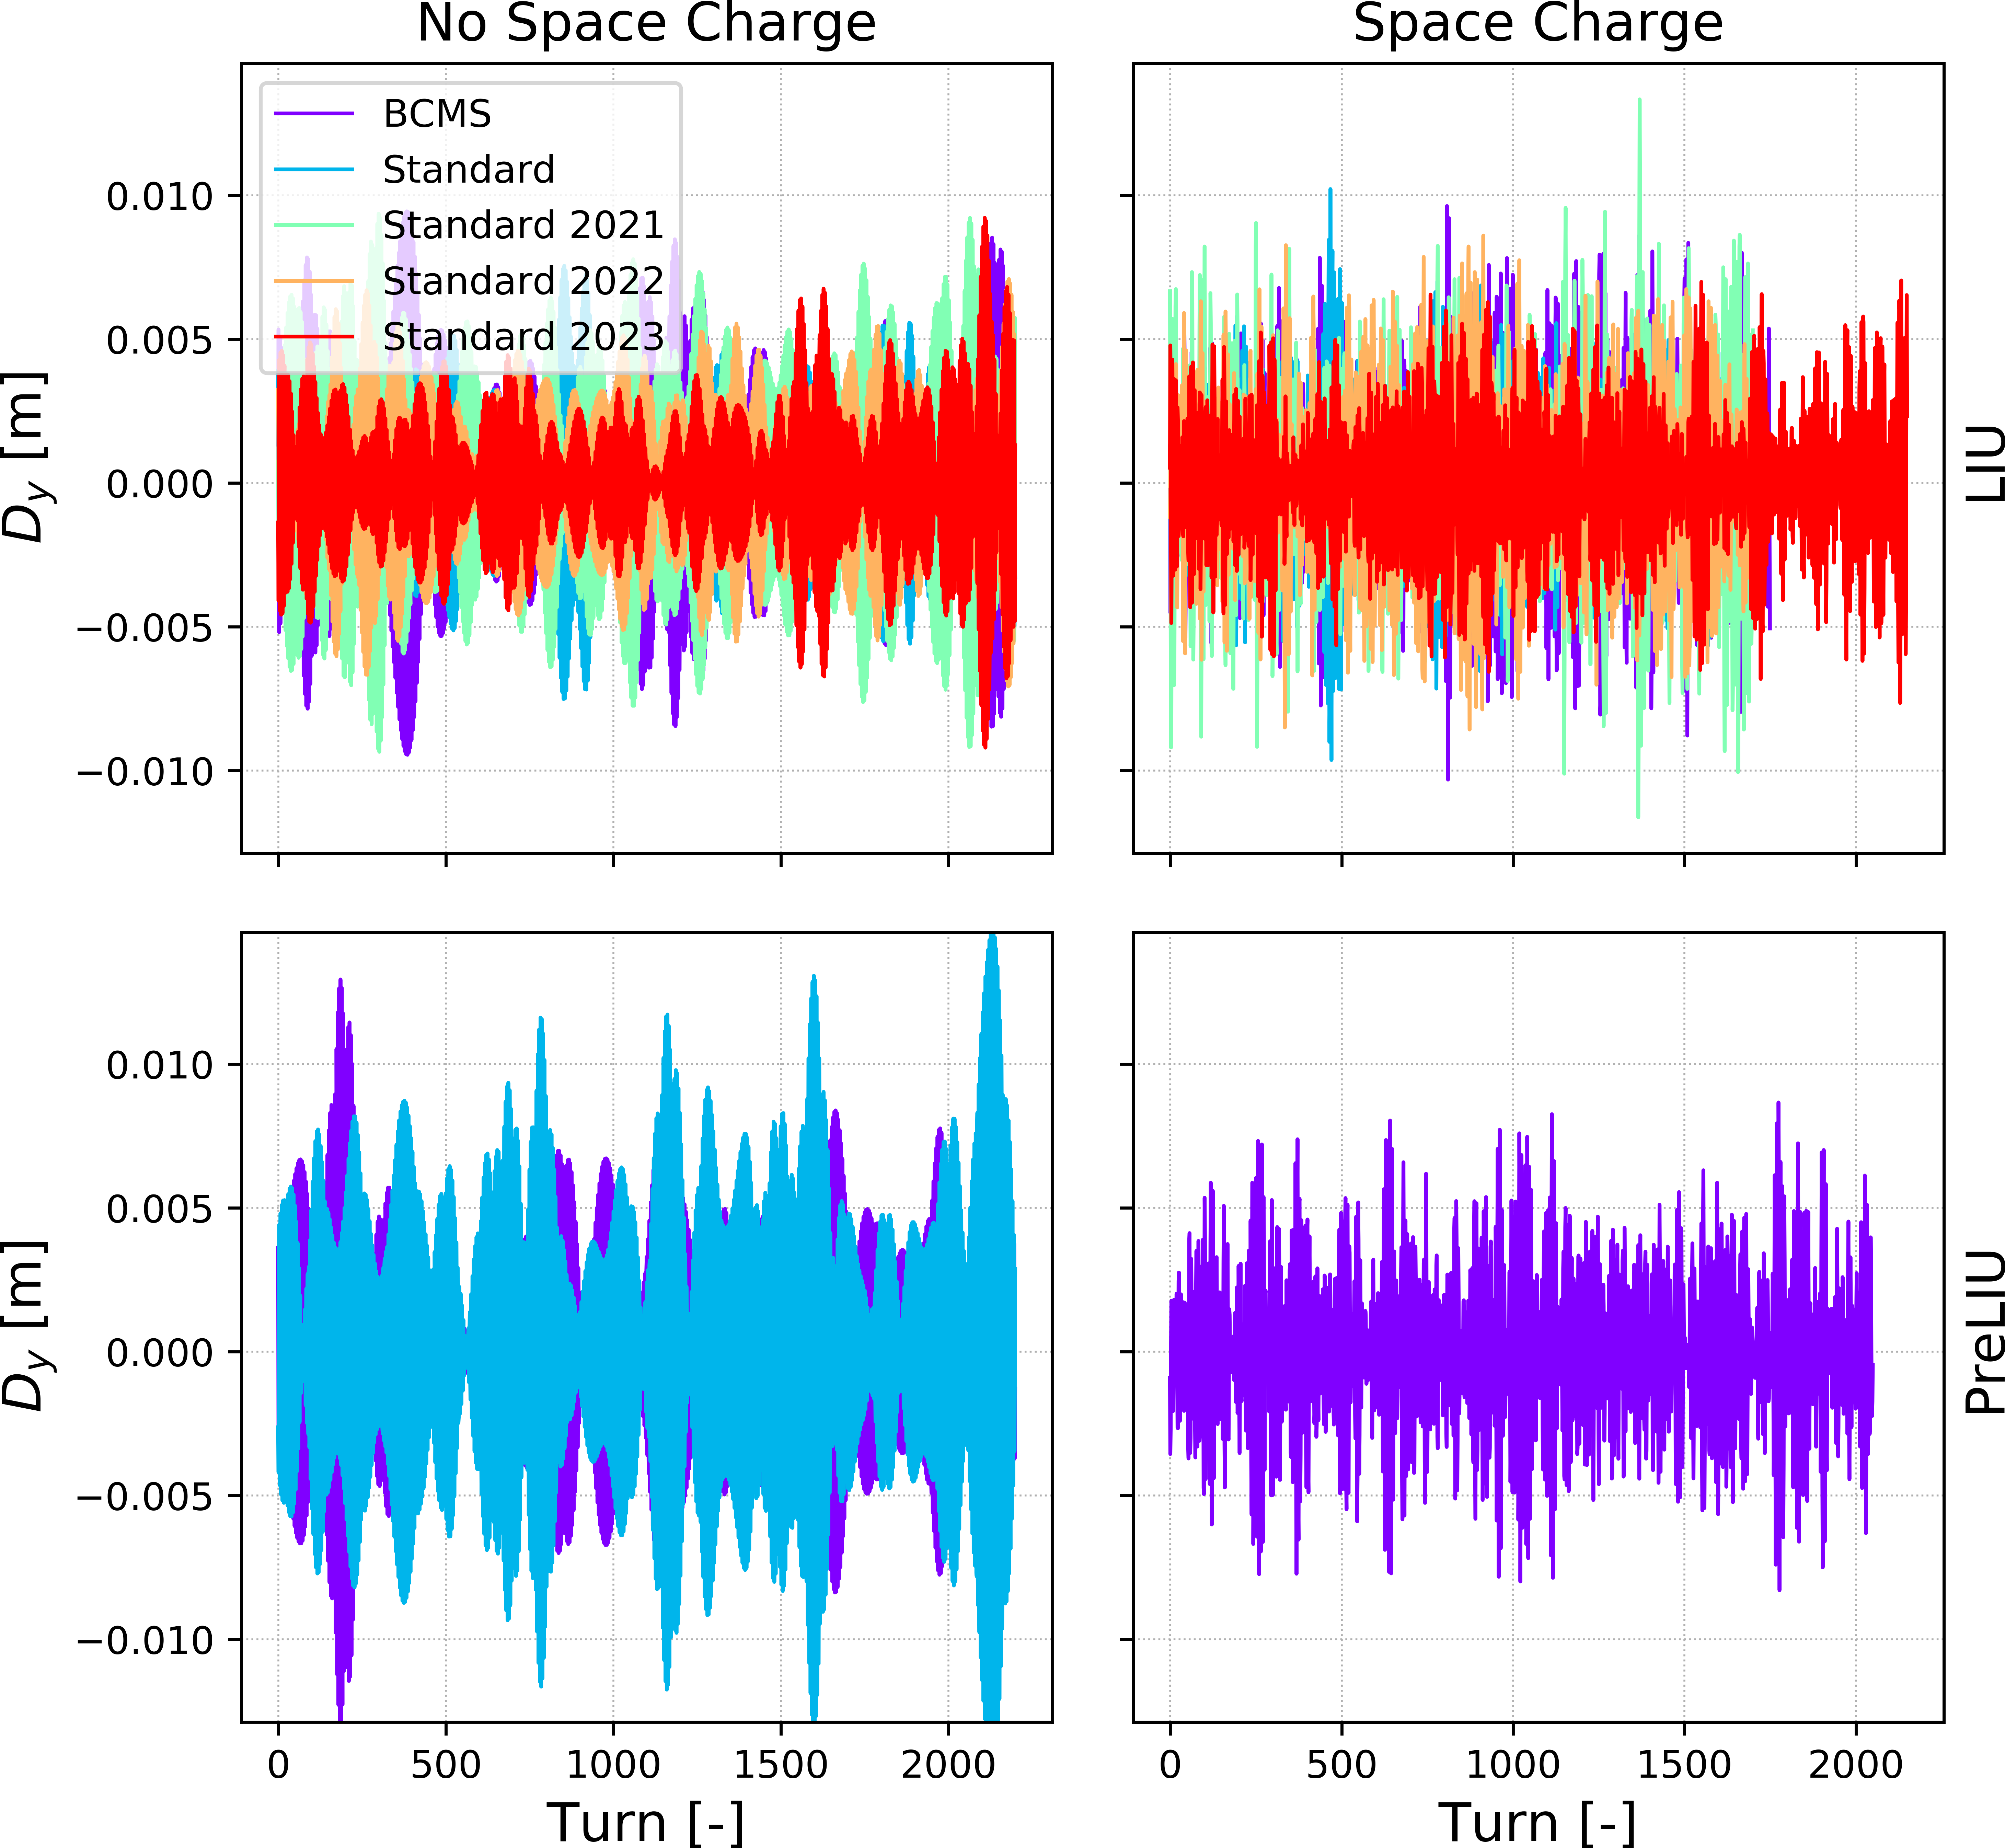 No Space Charge
Space Charge
BCMS
Standard
Standard 2021
Standard 2022
Standard 2023
0.010
0.005
0.000
−0.005
−0.010
D_y [m]
LIU
0.010
0.005
0.000
−0.005
−0.010
D_y [m]
PreLIU
0 500 1000 1500 2000
0 500 1000 1500 2000
Turn [-]
Turn [-]